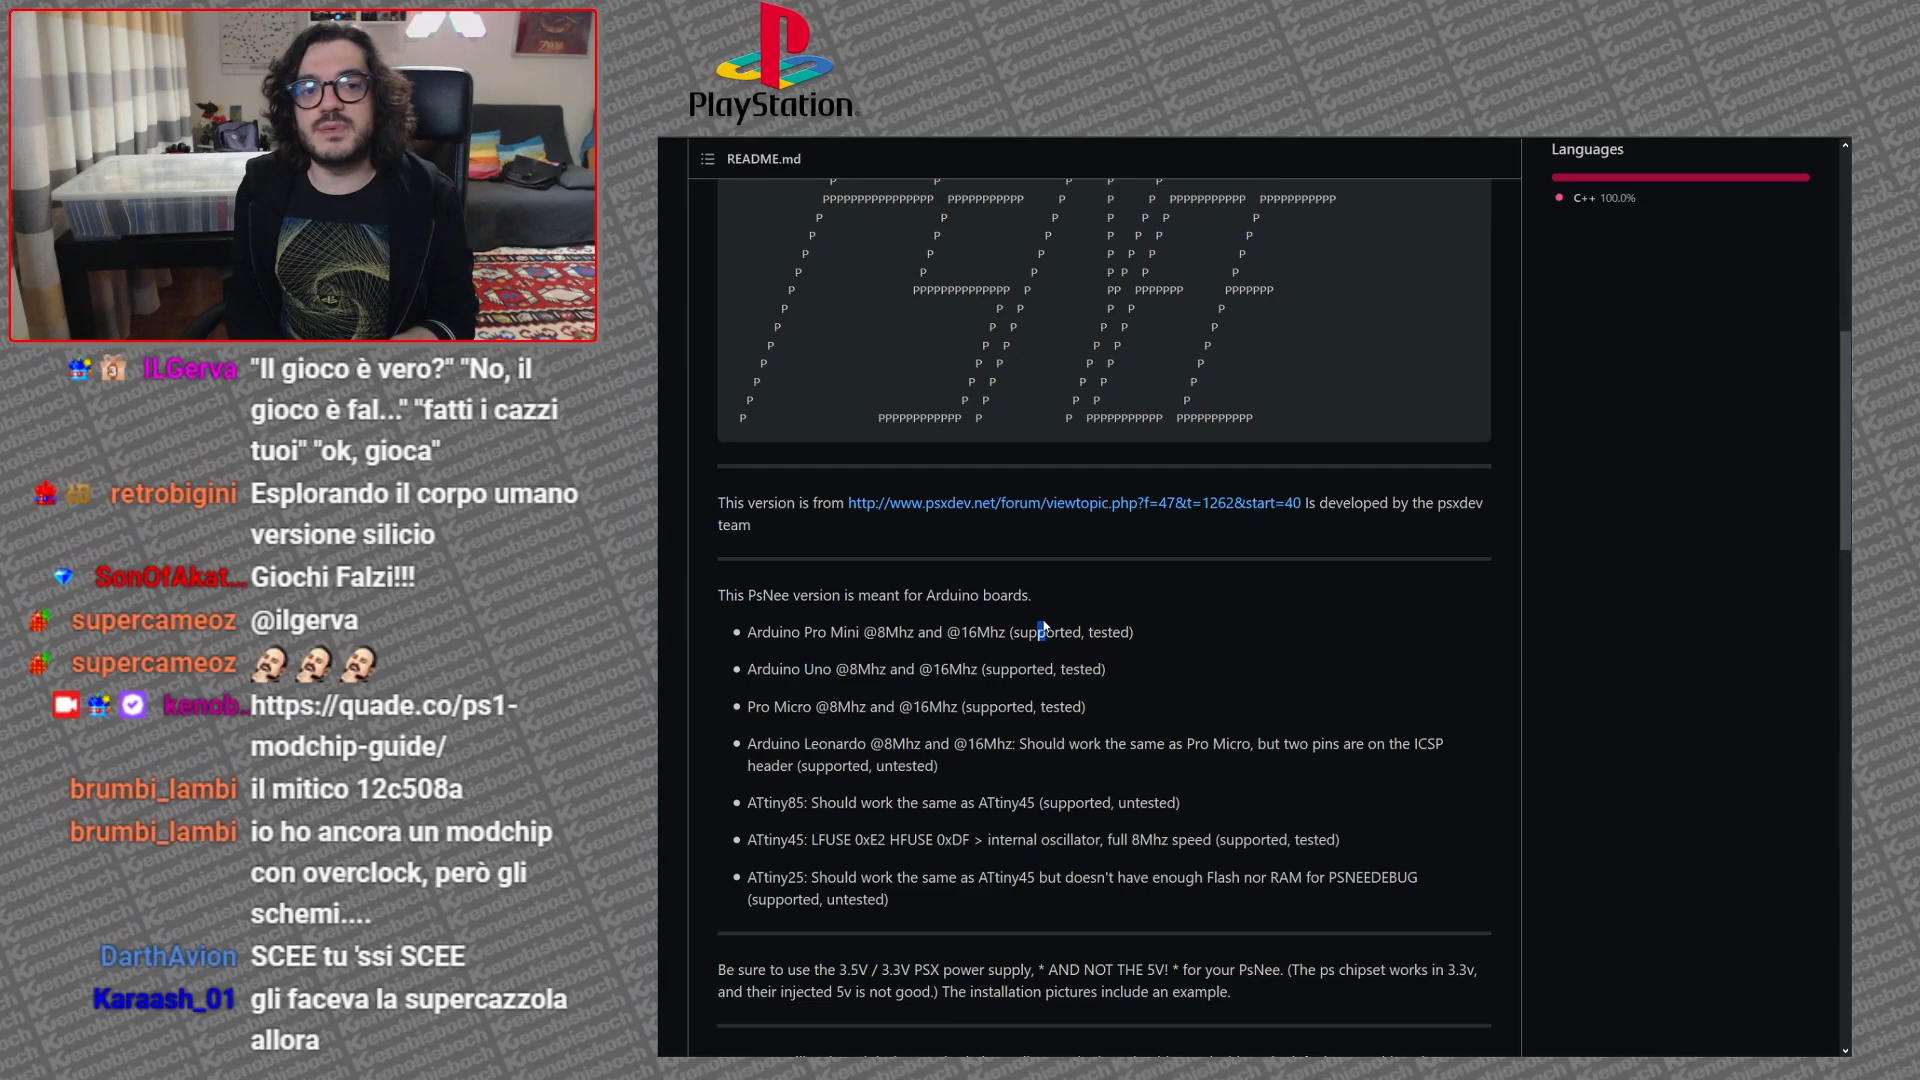 PlayStation
README.md
Languages
C++ 100.0%
PPPPPPPPPPPPPPPP PPPPPPPPPPP P P P PPPPPPPPPPP PPPPPPPPPPP
This version is from http://www.psxdev.net/forum/viewtopic.php?f=47&t=1262&start=40 Is developed by the psxdev
team
This PsNee version is meant for Arduino boards.
Arduino Pro Mini @8Mhz and @16Mhz (supported, tested)
Arduino Uno @8Mhz and @16Mhz (supported, tested)
Pro Micro @8Mhz and @16Mhz (supported, tested)
Arduino Leonardo @8Mhz and @16Mhz: Should work the same as Pro Micro, but two pins are on the ICSP
header (supported, untested)
ATtiny85: Should work the same as ATtiny45 (supported, untested)
ATtiny45: LFUSE 0xE2 HFUSE 0xDF > internal oscillator, full 8Mhz speed (supported, tested)
ATtiny25: Should work the same as ATtiny45 but doesn't have enough Flash nor RAM for PSNEEDEBUG
(supported, untested)
Be sure to use the 3.5V / 3.3V PSX power supply, * AND NOT THE 5V! * for your PsNee. (The ps chipset works in 3.3v,
and their injected 5v is not good.) The installation pictures include an example.
ILGerva "Il gioco è vero?" "No, il
gioco è fal..." "fatti i cazzi
tuoi" "ok, gioca"
retrobigini Esplorando il corpo umano
versione silicio
SonOfAkat... Giochi Falzi!!!
supercameoz @ilgerva
supercameoz
kenob... https://quade.co/ps1-
modchip-guide/
brumbi_lambi il mitico 12c508a
brumbi_lambi io ho ancora un modchip
con overclock, però gli
schemi....
DarthAvion SCEE tu 'ssi SCEE
Karaash_01 gli faceva la supercazzola
allora
Kenobisboch